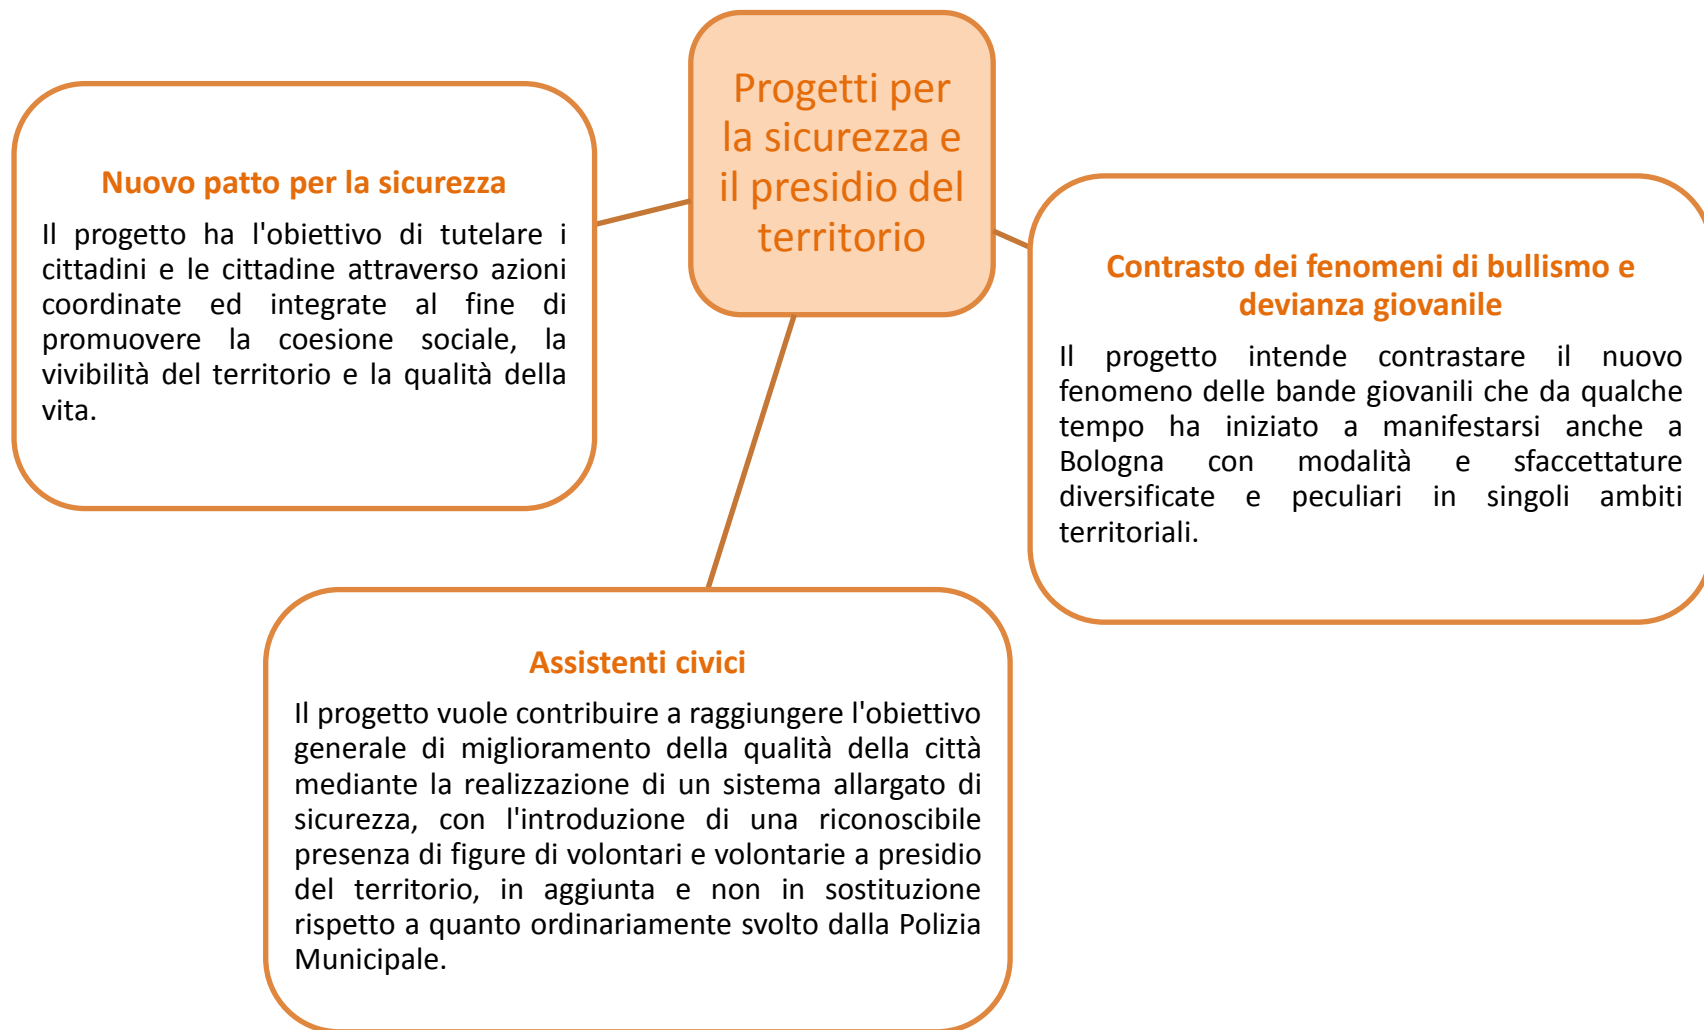 Progetti per
la sicurezza e
il presidio del
territorio
Nuovo patto per la sicurezza
Il progetto ha l'obiettivo di tutelare i
cittadini e le cittadine attraverso azioni
coordinate ed integrate al fine di
promuovere la coesione sociale, la
vivibilità del territorio e la qualità della
vita.
Contrasto dei fenomeni di bullismo e
devianza giovanile
Il progetto intende contrastare il nuovo
fenomeno delle bande giovanili che da qualche
tempo ha iniziato a manifestarsi anche a
Bologna con modalità e sfaccettature
diversificate e peculiari in singoli ambiti
territoriali.
Assistenti civici
Il progetto vuole contribuire a raggiungere l'obiettivo
generale di miglioramento della qualità della città
mediante la realizzazione di un sistema allargato di
sicurezza, con l'introduzione di una riconoscibile
presenza di figure di volontari e volontarie a presidio
del territorio, in aggiunta e non in sostituzione
rispetto a quanto ordinariamente svolto dalla Polizia
Municipale.